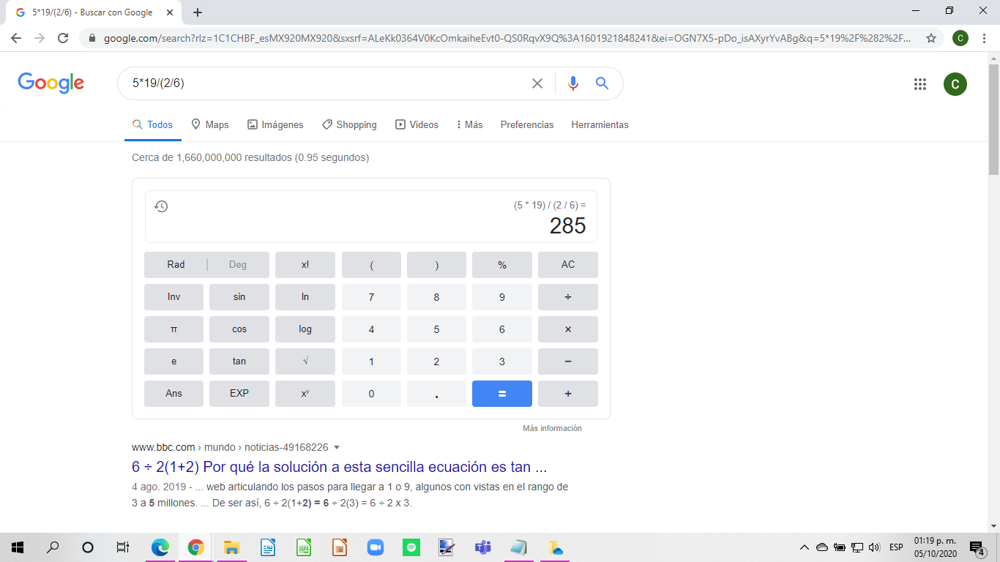 5*19/(2/6) - Buscar con Google
google.com/search?rlz=1C1CHBF_esMX920MX920&sxsrf=ALeKk0364V0KcOmkaiheEvt0-QS0RqvX9Q%3A1601921848241&ei=OGN7X5-pDo_isAXyrYvABg&q=5*19%2F%282%2F...
C
Google
5*19/(2/6)
C
Todos Maps Imágenes Shopping Videos Más Preferencias Herramientas
Cerca de 1,660,000,000 resultados (0.95 segundos)
(5 * 19) / (2 / 6) =
285
Rad | Deg x! ( ) % AC
Inv sin ln 7 8 9 ÷
π cos log 4 5 6 ×
e tan √ 1 2 3 −
Ans EXP xʸ 0 . = +
Más información
www.bbc.com › mundo › noticias-49168226
6 ÷ 2(1+2) Por qué la solución a esta sencilla ecuación es tan ...
4 ago. 2019 - ... web articulando los pasos para llegar a 1 o 9, algunos con vistas en el rango de
3 a 5 millones. ... De ser así, 6 ÷ 2(1+2) = 6 ÷ 2(3) = 6 ÷ 2 x 3.
ESP
01:19 p. m.
05/10/2020
4